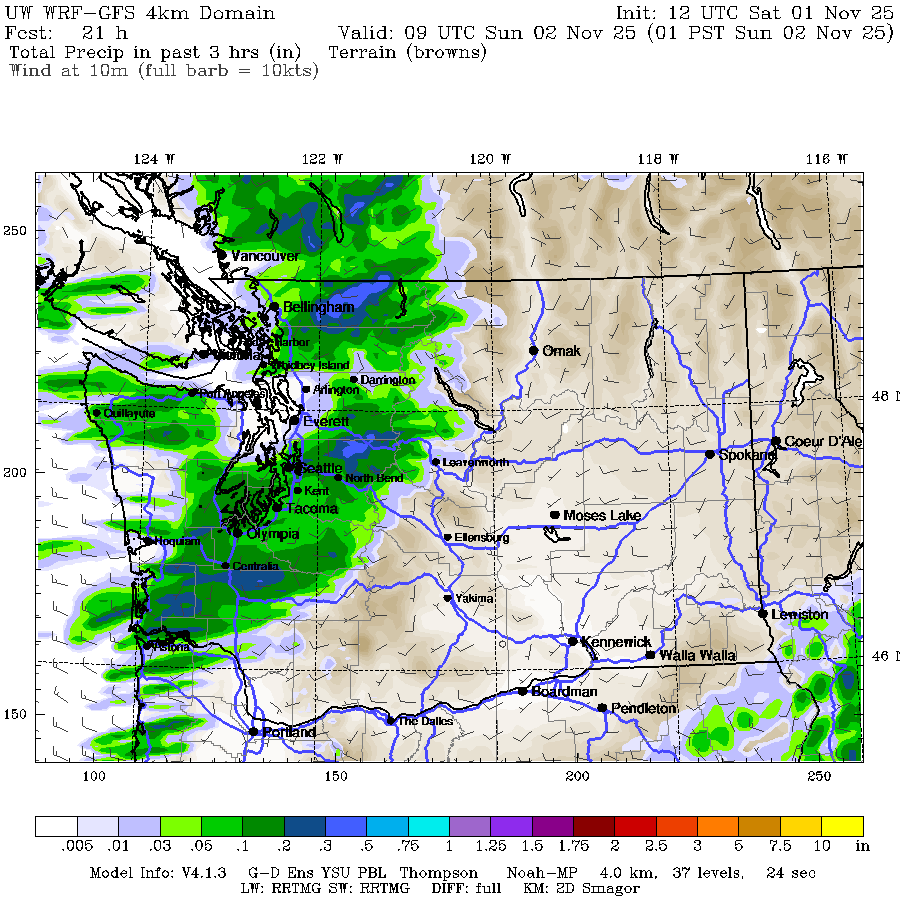 UW WRF-GFS 4km Domain Init: 12 UTC Sat 01 Nov 25
Fcst: 21 h Valid: 09 UTC Sun 02 Nov 25 (01 PST Sun 02 Nov 25)
Total Precip in past 3 hrs (in) Terrain (browns)
Wind at 10m (full barb = 10kts)
124 W 122 W 120 W 118 W 116 W
250
Vancouver
Bellingham
Harbor
Victoria
Omak
Whidbey Island
Darrington
Port Angeles
Arlington
48 N
Quillayute
Everett
Coeur D'Ale
Spokane
200
Seattle
Leavenworth
North Bend
Kent
Tacoma
Moses Lake
Olympia
Hoquiam
Ellensburg
Centralia
Yakima
Lewiston
Astoria
Kennewick
Walla Walla
46 N
Boardman
150
Pendleton
The Dalles
Portland
100 150 200 250
.005 .01 .03 .05 .1 .2 .3 .5 .75 1 1.25 1.5 1.75 2 2.5 3 5 7.5 10 in
Model Info: V4.1.3 G-D Ens YSU PBL Thompson Noah-MP 4.0 km, 37 levels, 24 sec
LW: RRTMG SW: RRTMG DIFF: full KM: 2D Smagor